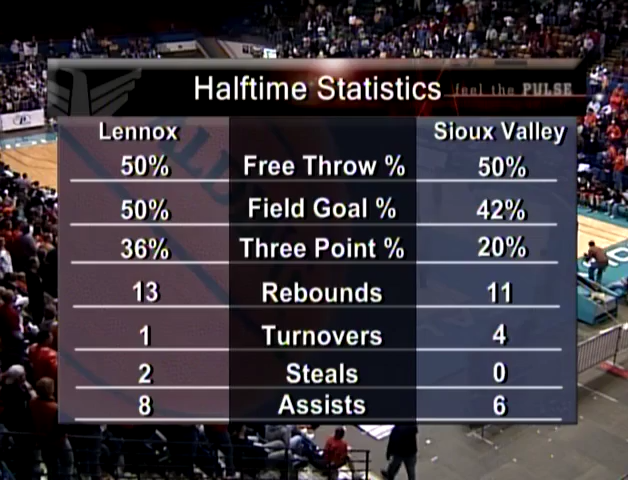 Halftime Statistics feel the PULSE
Lennox Sioux Valley
50% Free Throw % 50%
50% Field Goal % 42%
36% Three Point % 20%
13 Rebounds 11
1 Turnovers 4
2 Steals 0
8 Assists 6